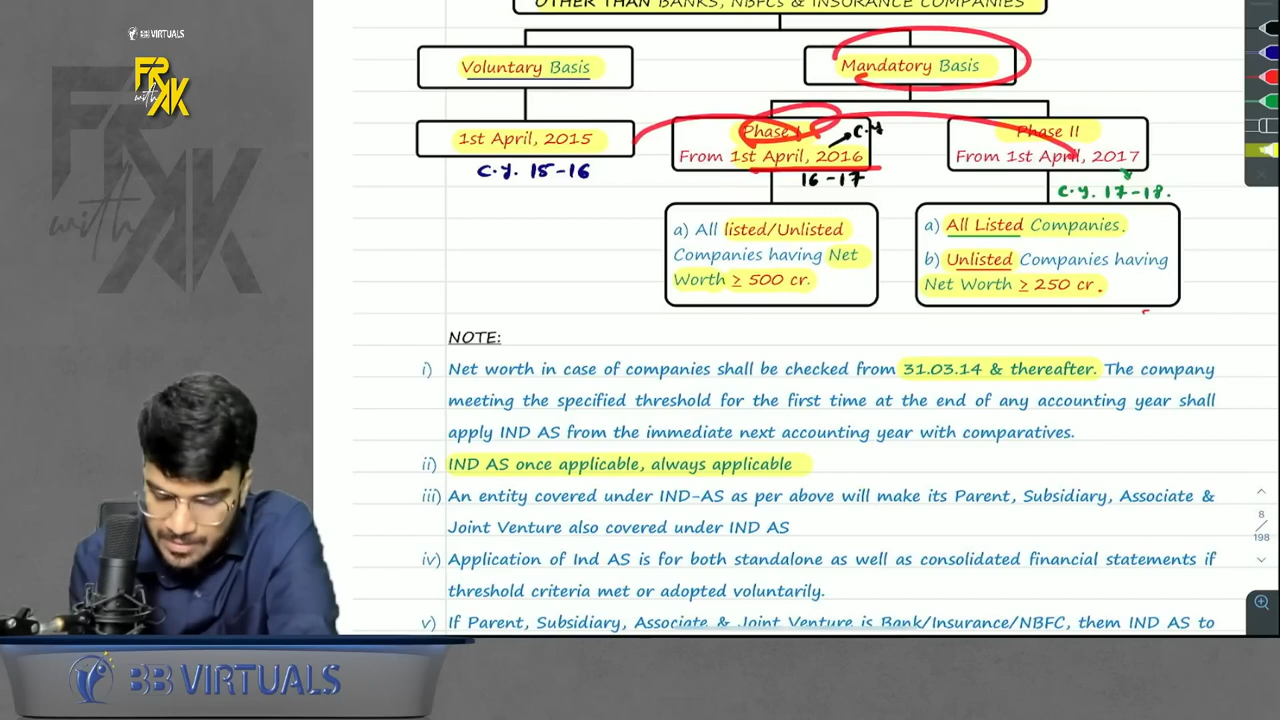 OTHER THAN BANKS, NBFCs & INSURANCE COMPANIES
BB VIRTUALS
FR
with
AK
FR
with
AK
Voluntary Basis
Mandatory Basis
1st April, 2015
C.Y. 15-16
Phase I
C.Y
From 1st April, 2016
16-17
Phase II
From 1st April, 2017
C.Y. 17-18.
a) All listed/Unlisted
Companies having Net
Worth ≥ 500 cr.
a) All Listed Companies.
b) Unlisted Companies having
Net Worth ≥ 250 cr.
NOTE:
i) Net worth in case of companies shall be checked from 31.03.14 & thereafter. The company
meeting the specified threshold for the first time at the end of any accounting year shall
apply IND AS from the immediate next accounting year with comparatives.
ii) IND AS once applicable, always applicable
iii) An entity covered under IND-AS as per above will make its Parent, Subsidiary, Associate &
Joint Venture also covered under IND AS
iv) Application of Ind AS is for both standalone as well as consolidated financial statements if
threshold criteria met or adopted voluntarily.
v) If Parent, Subsidiary, Associate & Joint Venture is Bank/Insurance/NBFC, them IND AS to
8
/
198
BB VIRTUALS